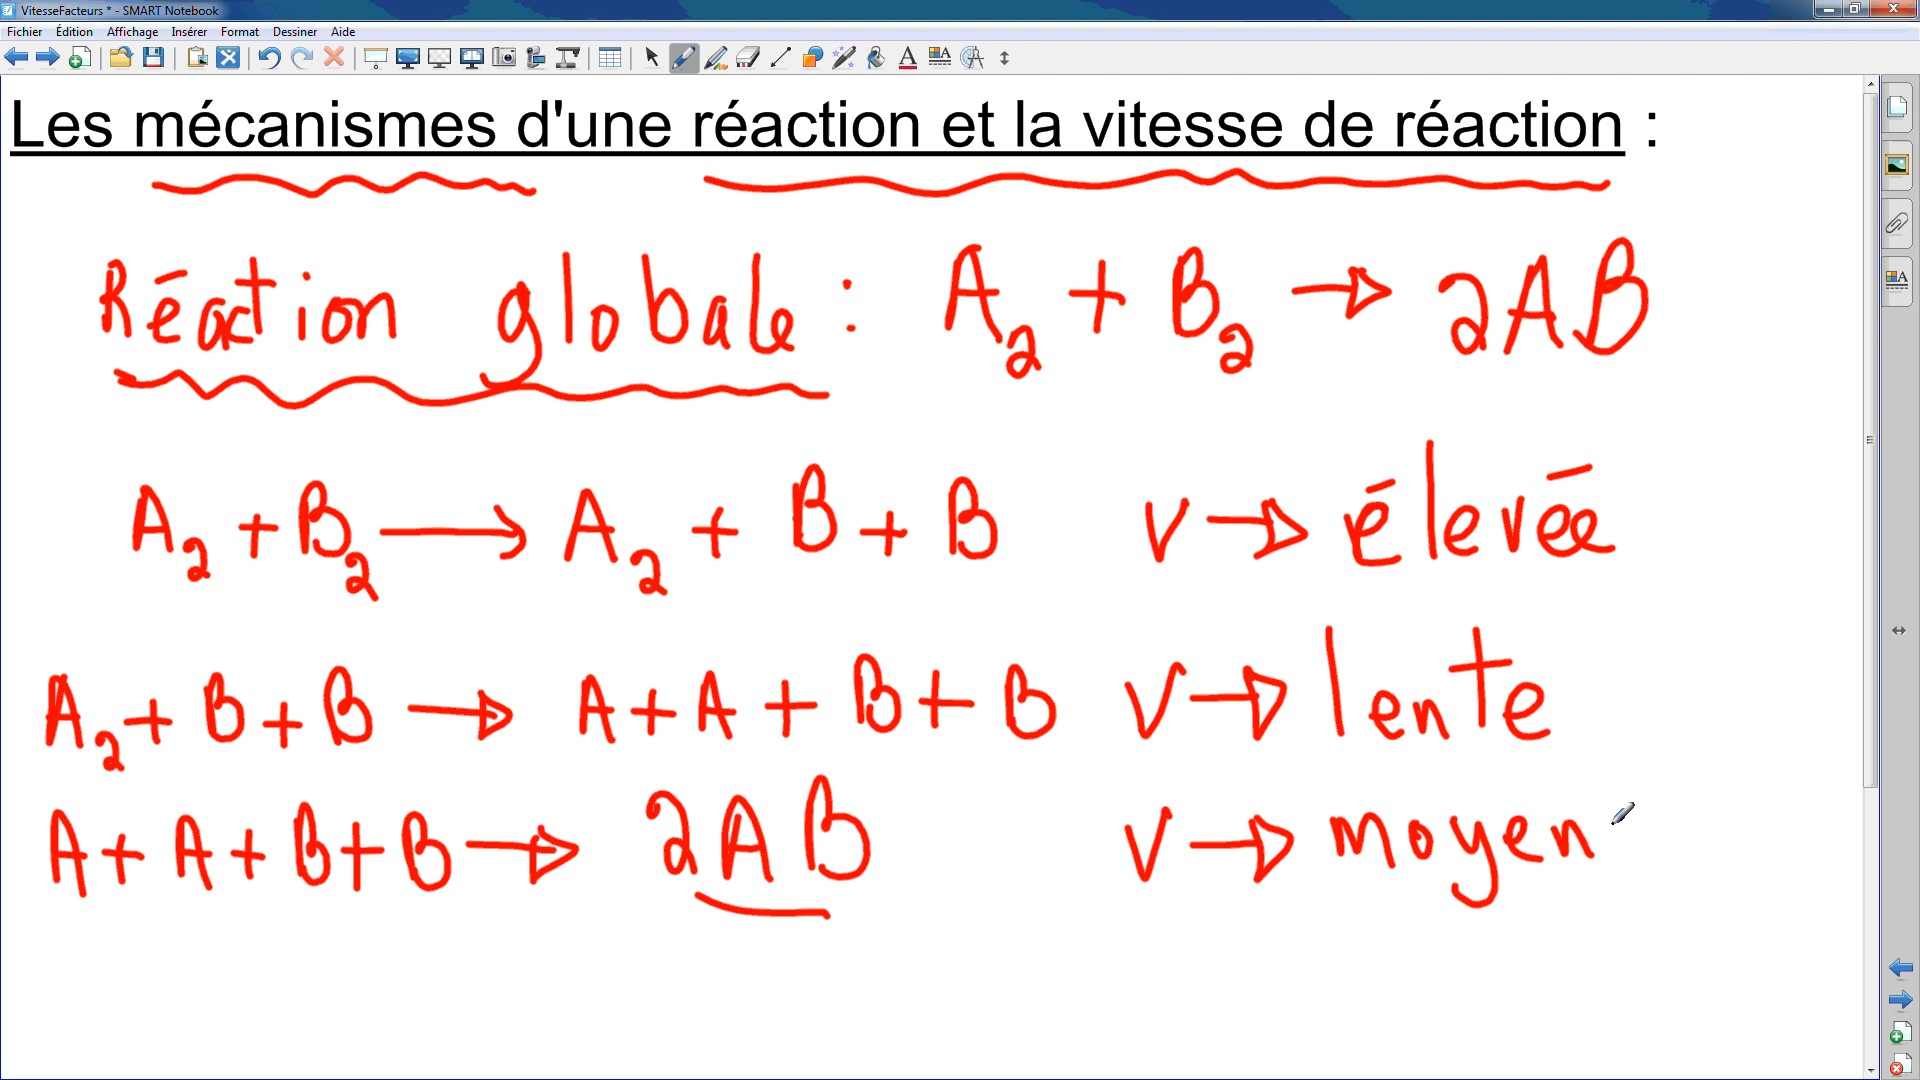 VitesseFacteurs * - SMART Notebook
Fichier Édition Affichage Insérer Format Dessiner Aide
Les mécanismes d'une réaction et la vitesse de réaction :
Réaction globale : A₂ + B₂ → 2AB
A₂ + B₂ → A₂ + B + B v → élevée
A₂ + B + B → A + A + B + B v → lente
A + A + B + B → 2AB v → moyen